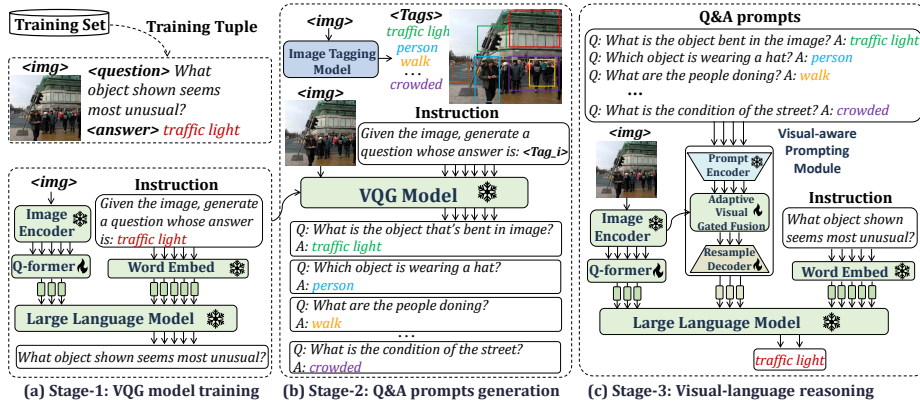 Training Set
Training Tuple
<img>
<question> What
object shown seems
most unusual?
<answer> traffic light
<img>
Instruction
Given the image, generate
a question whose answer
is: traffic light
Image
Encoder
Q-former
Word Embed
Large Language Model
What object shown seems most unusual?
(a) Stage-1: VQG model training
<img>
<Tags>
Image Tagging
Model
traffic light
person
walk
...
crowded
<img>
Instruction
Given the image, generate a
question whose answer is: <Tag_i>
VQG Model
Q: What is the object that's bent in image?
A: traffic light
Q: Which object is wearing a hat?
A: person
Q: What are the people doning?
A: walk
...
Q: What is the condition of the street?
A: crowded
(b) Stage-2: Q&A prompts generation
Q&A prompts
Q: What is the object bent in the image? A: traffic light
Q: Which object is wearing a hat? A: person
Q: What are the people doning? A: walk
...
Q: What is the condition of the street? A: crowded
<img>
Visual-aware
Prompting
Module
Prompt
Encoder
Adaptive
Visual
Gated Fusion
Resample
Decoder
Image
Encoder
Q-former
Instruction
What object shown
seems most unusual?
Word Embed
Large Language Model
traffic light
(c) Stage-3: Visual-language reasoning